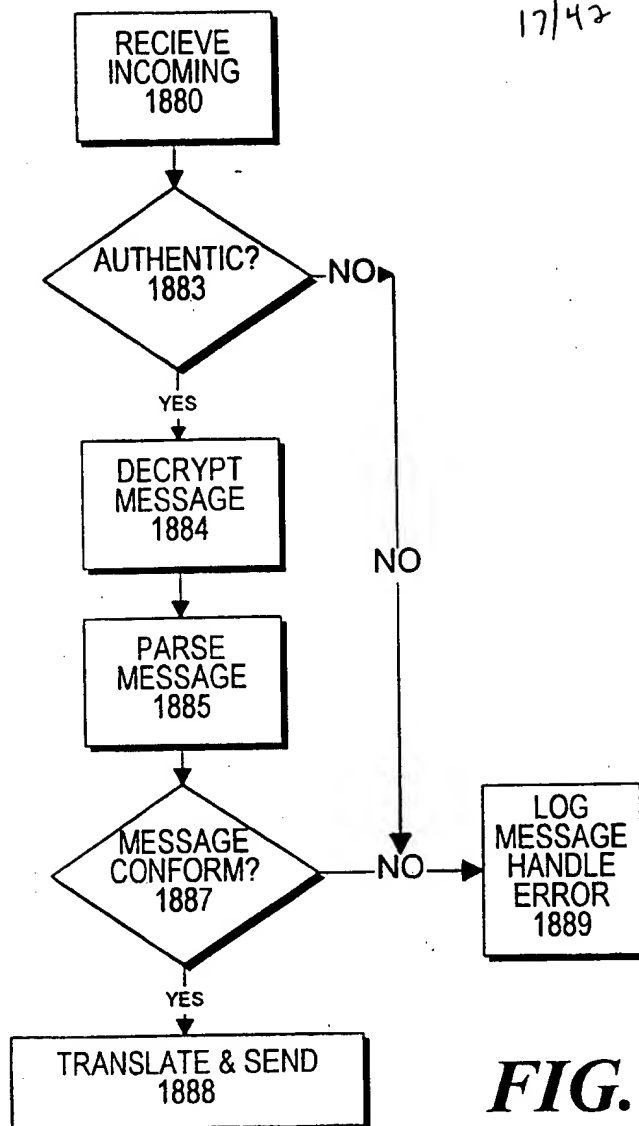 17/42
RECIEVE
INCOMING
1880
AUTHENTIC?
1883
NO
YES
DECRYPT
MESSAGE
1884
NO
PARSE
MESSAGE
1885
MESSAGE
CONFORM?
1887
NO
LOG
MESSAGE
HANDLE
ERROR
1889
YES
TRANSLATE & SEND
1888
FIG.